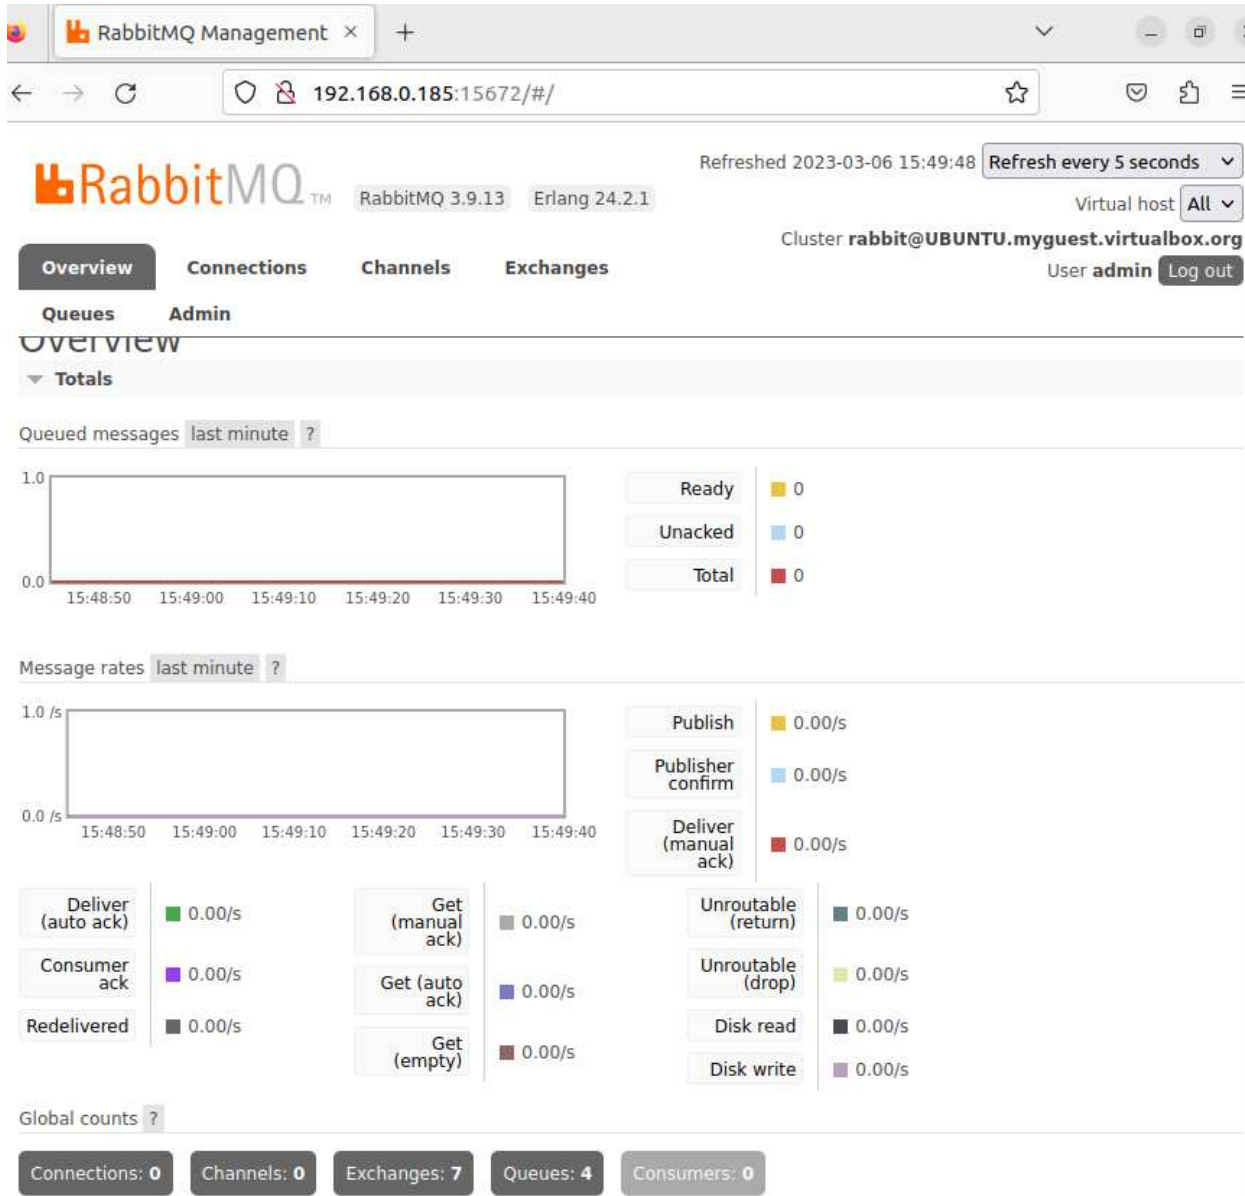 RabbitMQ Management
192.168.0.185:15672/#/
RabbitMQ TM RabbitMQ 3.9.13 Erlang 24.2.1
Refreshed 2023-03-06 15:49:48 Refresh every 5 seconds
Virtual host All
Cluster rabbit@UBUNTU.myguest.virtualbox.org
User admin Log out
Overview Connections Channels Exchanges
Queues Admin
Overview
Totals
Queued messages last minute ?
1.0
0.0
15:48:50 15:49:00 15:49:10 15:49:20 15:49:30 15:49:40
Ready 0
Unacked 0
Total 0
Message rates last minute ?
1.0 /s
0.0 /s
15:48:50 15:49:00 15:49:10 15:49:20 15:49:30 15:49:40
Publish 0.00/s
Publisher
confirm 0.00/s
Deliver
(manual
ack) 0.00/s
Deliver
(auto ack) 0.00/s
Consumer
ack 0.00/s
Redelivered 0.00/s
Get
(manual
ack) 0.00/s
Get (auto
ack) 0.00/s
Get
(empty) 0.00/s
Unroutable
(return) 0.00/s
Unroutable
(drop) 0.00/s
Disk read 0.00/s
Disk write 0.00/s
Global counts ?
Connections: 0 Channels: 0 Exchanges: 7 Queues: 4 Consumers: 0